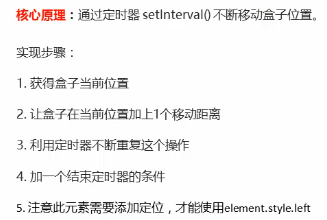 核心原理：通过定时器 setInterval() 不断移动盒子位置。
实现步骤：
1. 获得盒子当前位置
2. 让盒子在当前位置加上1个移动距离
3. 利用定时器不断重复这个操作
4. 加一个结束定时器的条件
5. 注意此元素需要添加定位，才能使用element.style.left